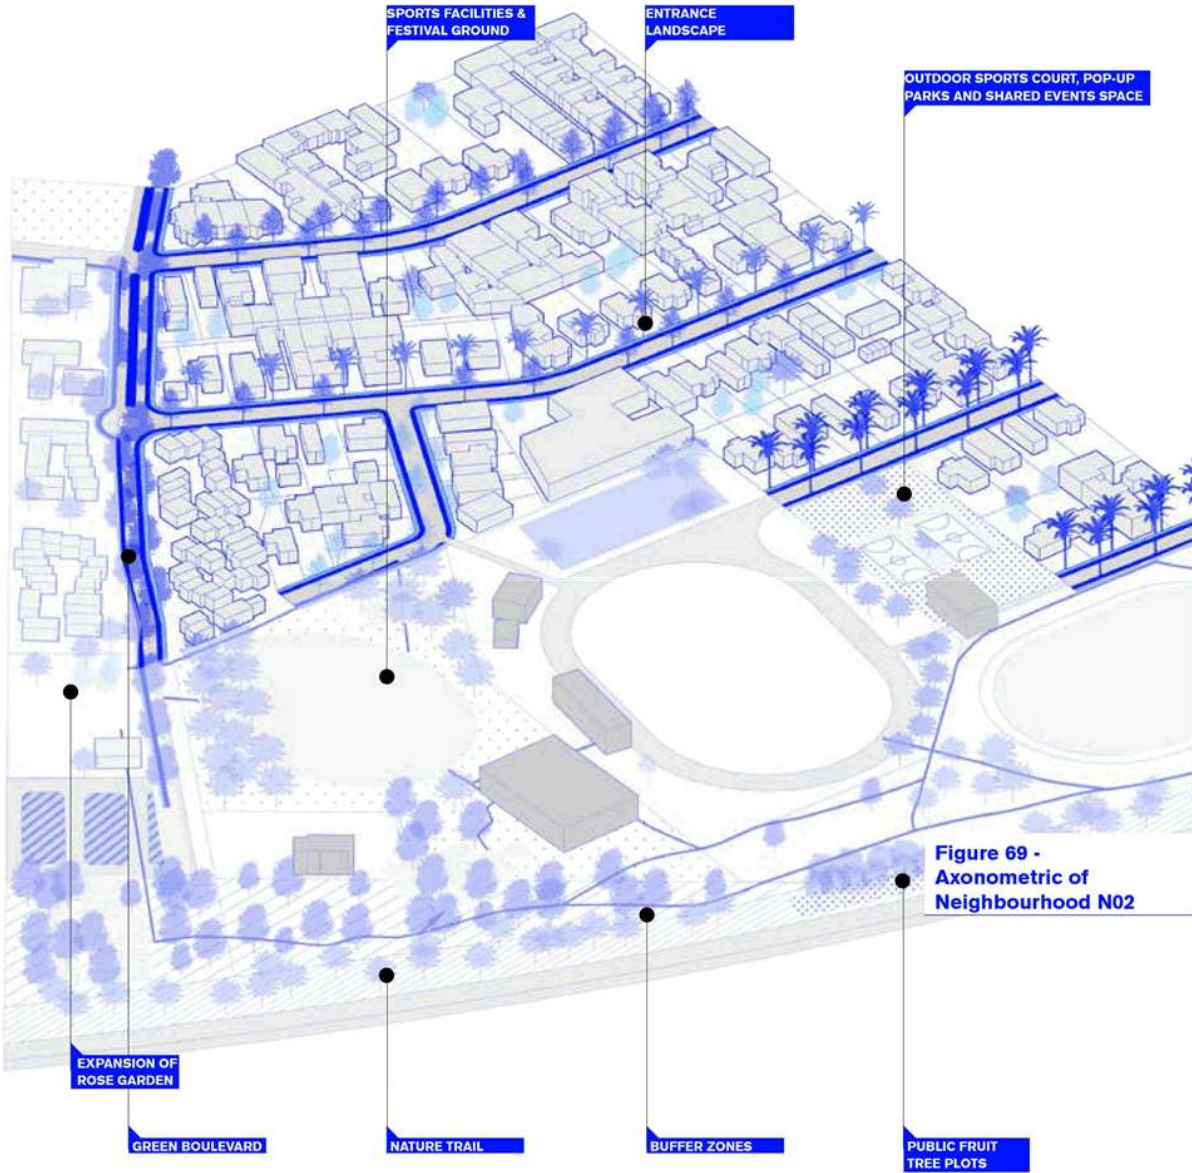 SPORTS FACILITIES &
FESTIVAL GROUND
ENTRANCE
LANDSCAPE
OUTDOOR SPORTS COURT, POP-UP
PARKS AND SHARED EVENTS SPACE
Figure 69 -
Axonometric of
Neighbourhood N02
EXPANSION OF
ROSE GARDEN
GREEN BOULEVARD
NATURE TRAIL
BUFFER ZONES
PUBLIC FRUIT
TREE PLOTS